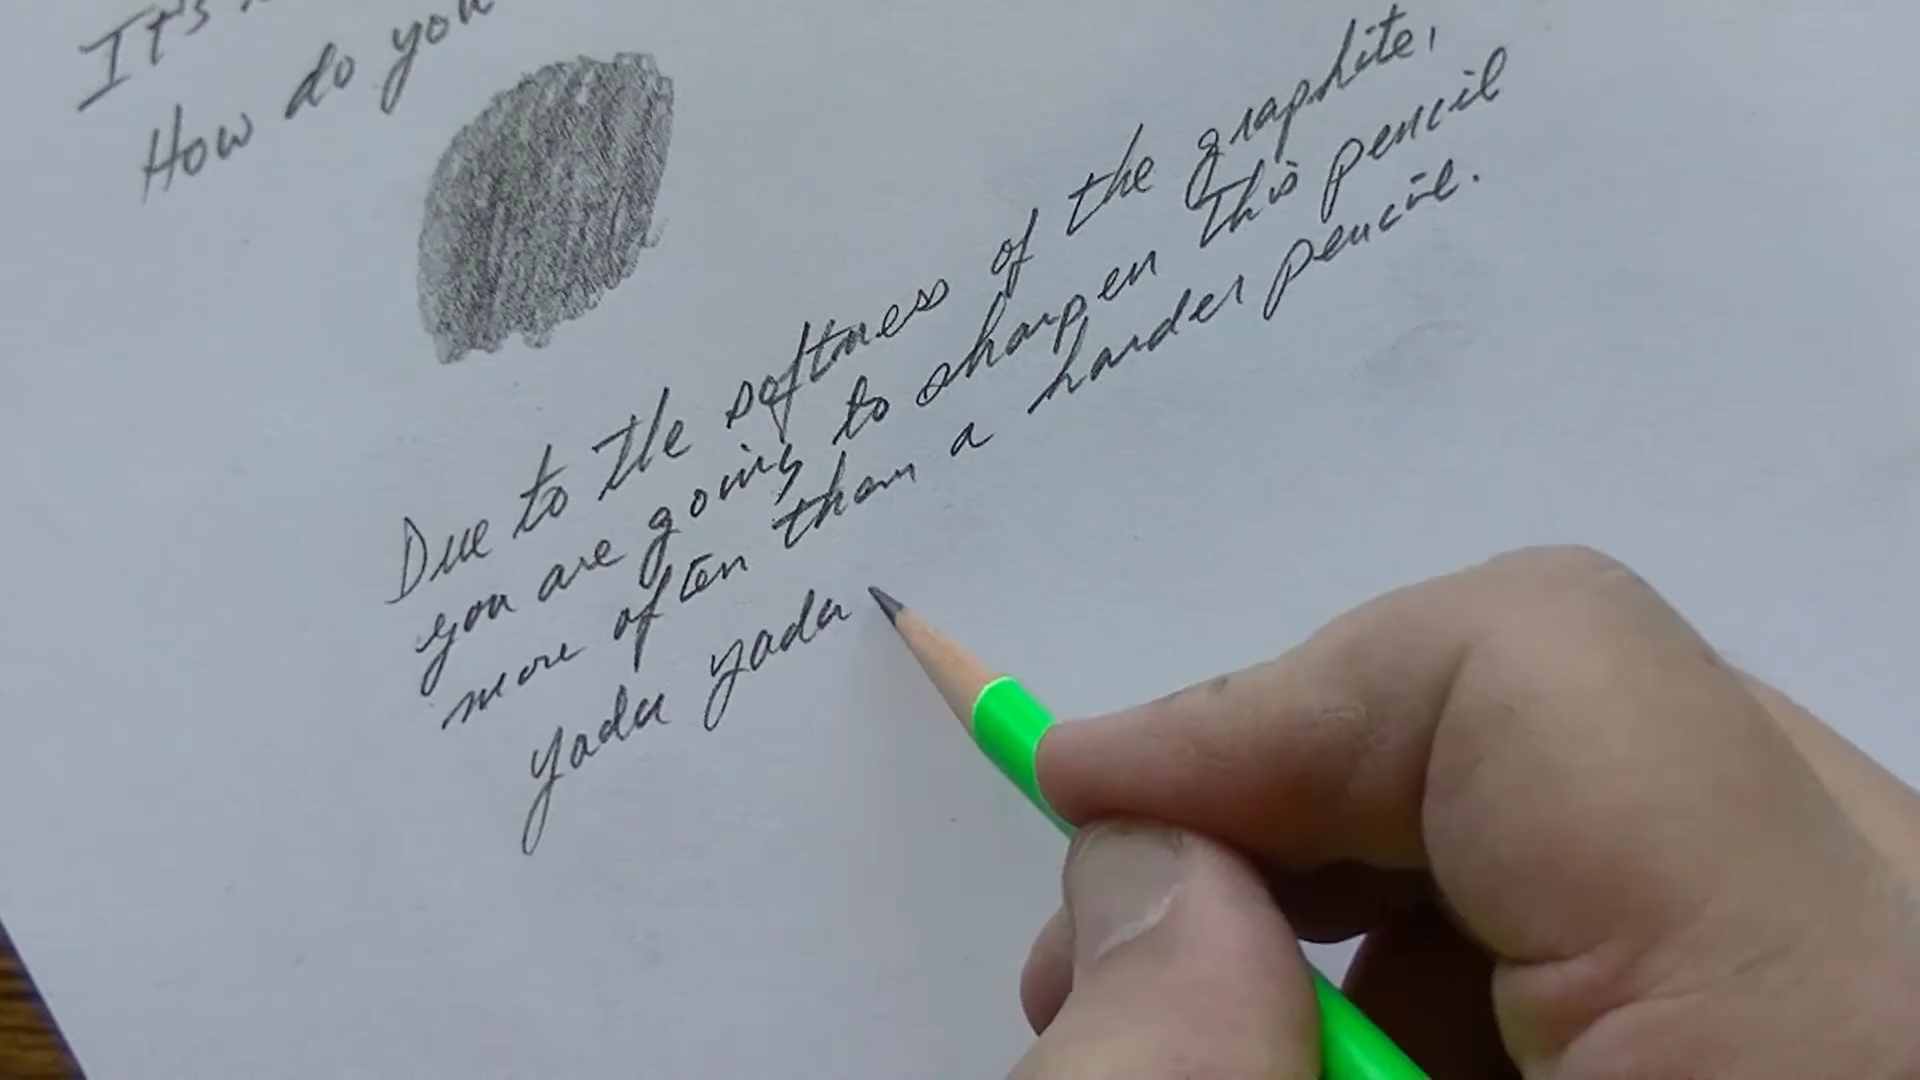 It's
How do you
Due to the softness of the graphite,
you are going to sharpen this pencil
more often than a harder pencil.
yada yada